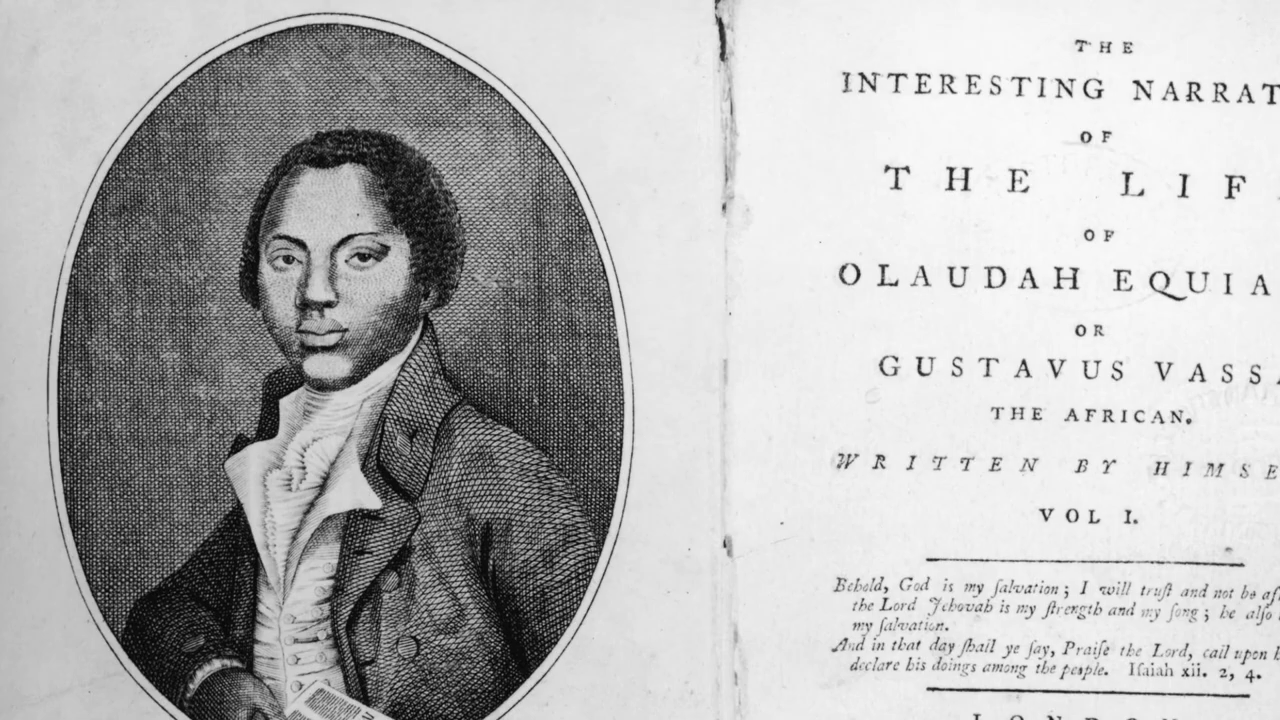 THE
INTERESTING NARRAT
OF
THE LIF
OF
OLAUDAH EQUIA
OR
GUSTAVUS VASSA
THE AFRICAN.
WRITTEN BY HIMSE
VOL I.
Behold, God is my ſalvation; I will truſt and not be af
the Lord Jehovah is my ſtrength and my ſong; he alſo
my ſalvation.
And in that day ſhall ye ſay, Praiſe the Lord, call upon
declare his doings among the people. Iſaiah xii. 2, 4.
LONDON